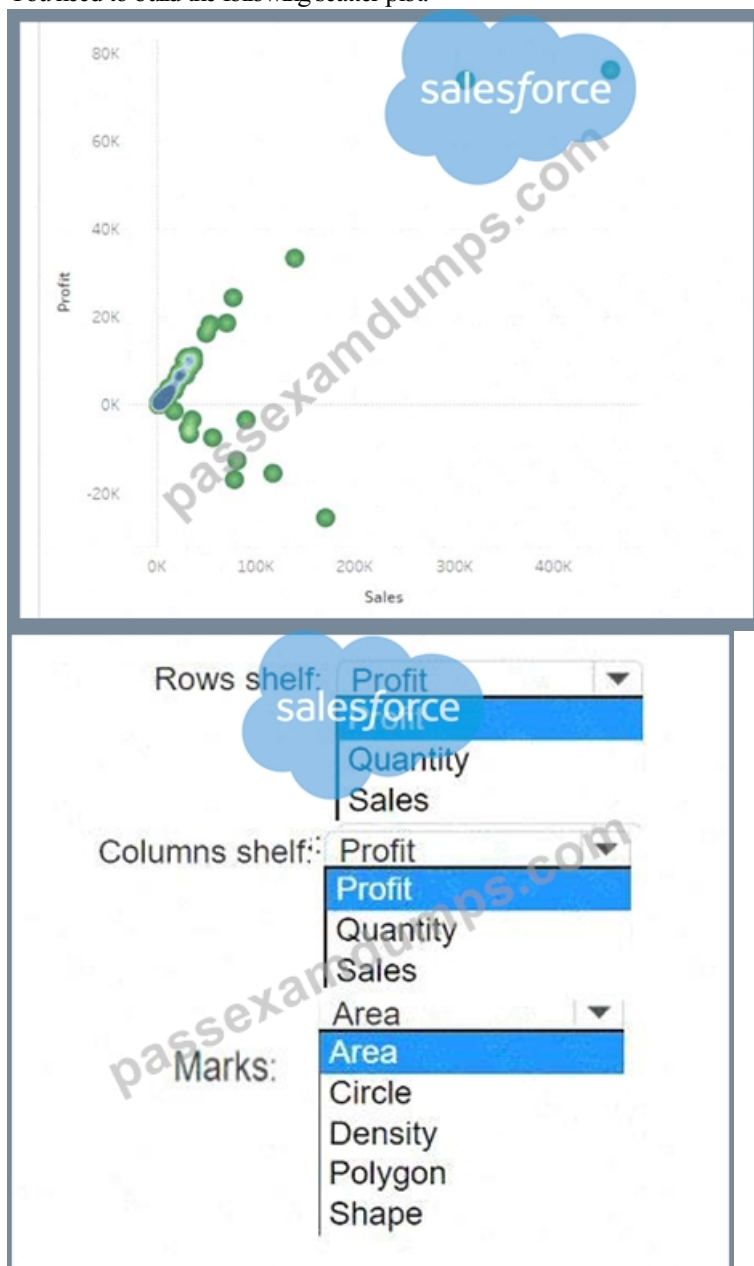 You need to build the following scatter plot.
80K
salesforce
60K
40K
Profit
20K
0K
-20K
0K 100K 200K 300K 400K
Sales
passexamdumps.com
Rows shelf: Profit
salesforce
Profit
Quantity
Sales
Columns shelf: Profit
Profit
Quantity
Sales
passexamdumps.com
Marks: Area
Area
Circle
Density
Polygon
Shape